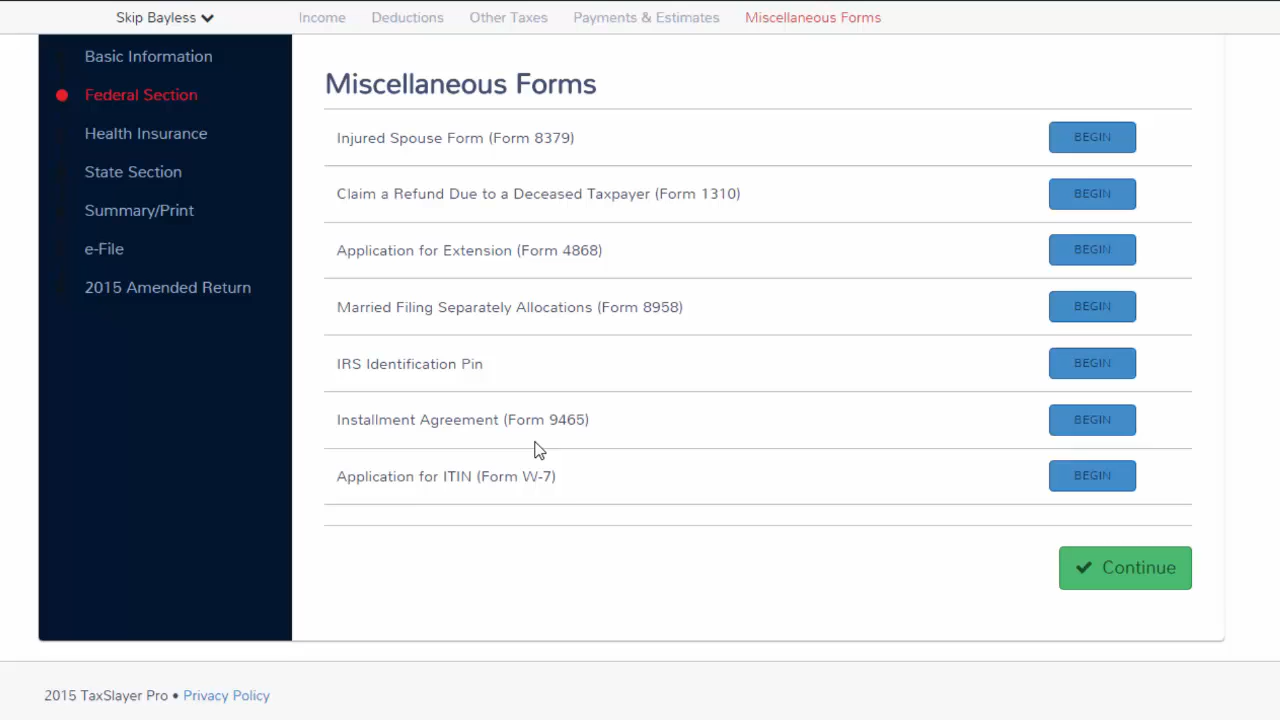 Skip Bayless Income Deductions Other Taxes Payments & Estimates Miscellaneous Forms
Basic Information
Federal Section
Health Insurance
State Section
Summary/Print
e-File
2015 Amended Return
Miscellaneous Forms
Injured Spouse Form (Form 8379) BEGIN
Claim a Refund Due to a Deceased Taxpayer (Form 1310) BEGIN
Application for Extension (Form 4868) BEGIN
Married Filing Separately Allocations (Form 8958) BEGIN
IRS Identification Pin BEGIN
Installment Agreement (Form 9465) BEGIN
Application for ITIN (Form W-7) BEGIN
Continue
2015 TaxSlayer Pro • Privacy Policy